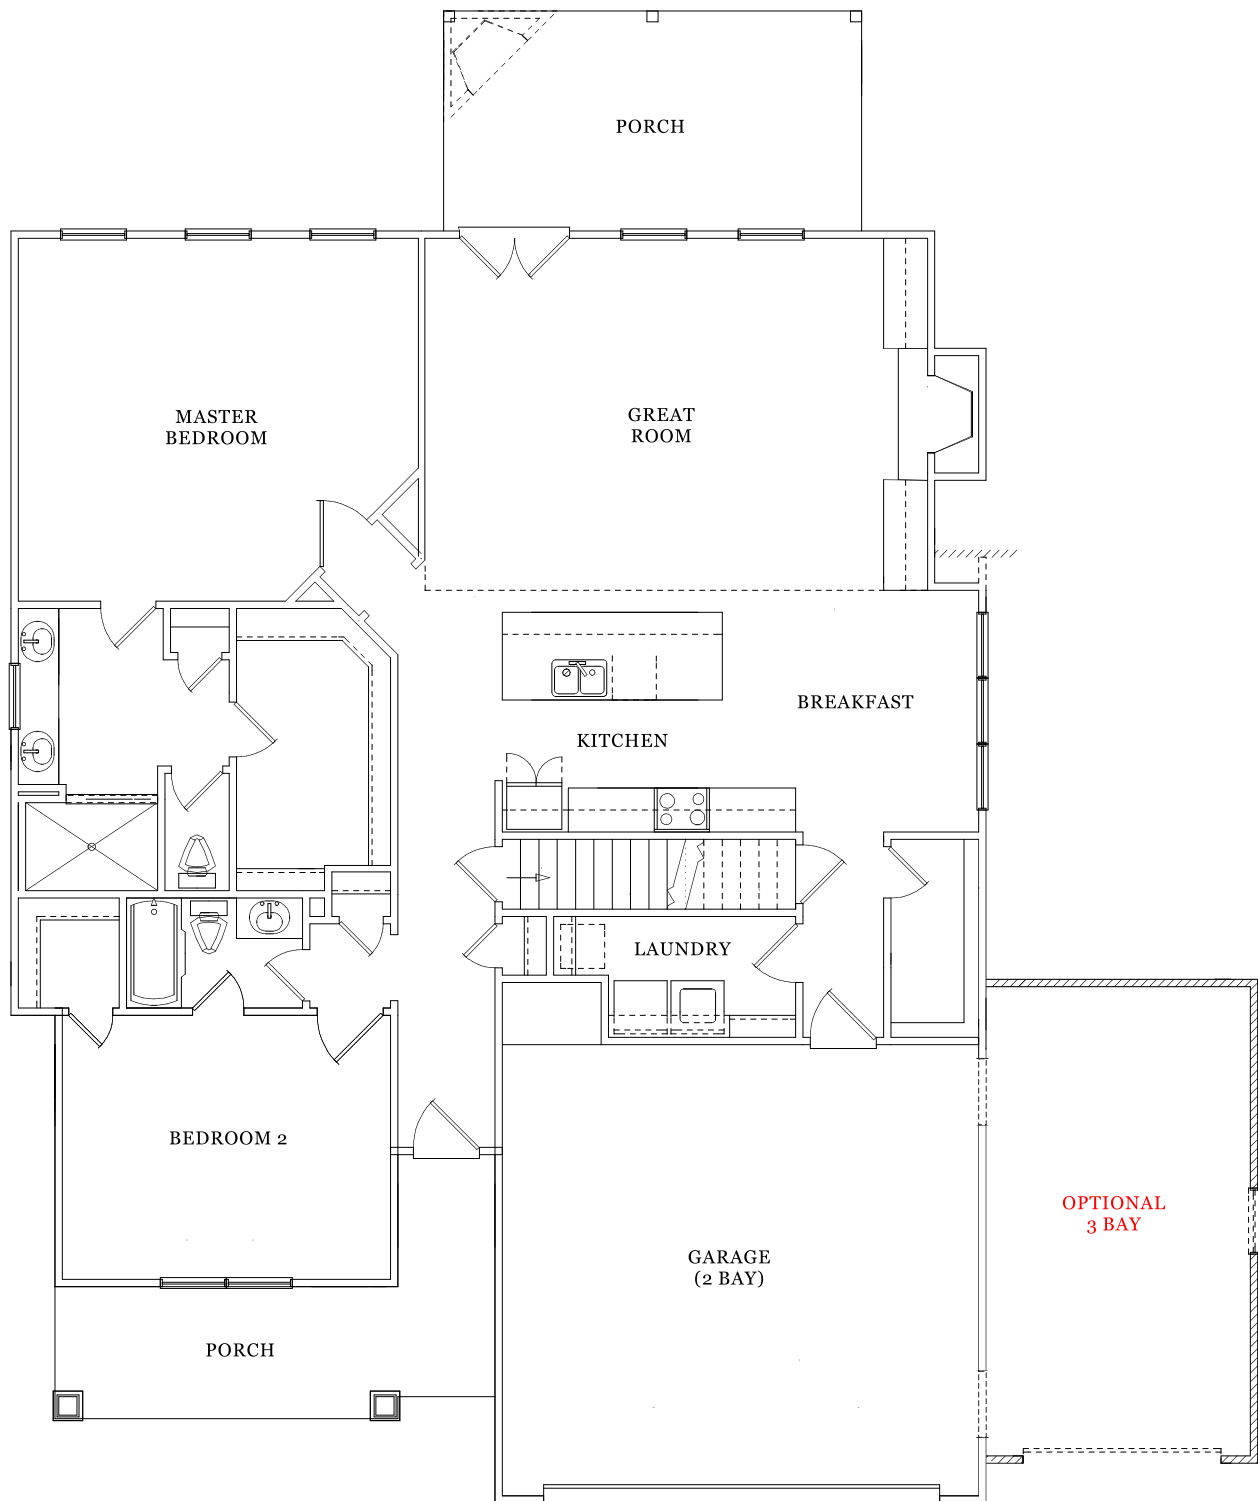 PORCH
MASTER
BEDROOM
GREAT
ROOM
BREAKFAST
KITCHEN
LAUNDRY
BEDROOM 2
OPTIONAL
3 BAY
GARAGE
(2 BAY)
PORCH